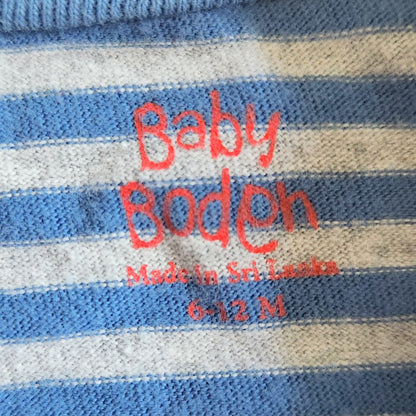 Baby
Boden
Made in Sri Lanka
6-12 M